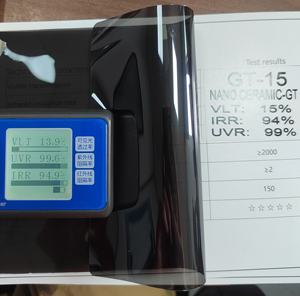 Test results
GT-15
NANO CERAMIC-GT
VLT: 15%
IRR: 94%
UVR: 99%
≥2000
≥2
150
☆☆☆☆☆
VLT 13.9%
UVR 99.6%
IRR 94.9%
可见光
透过率
紫外线
阻隔率
红外线
阻隔率